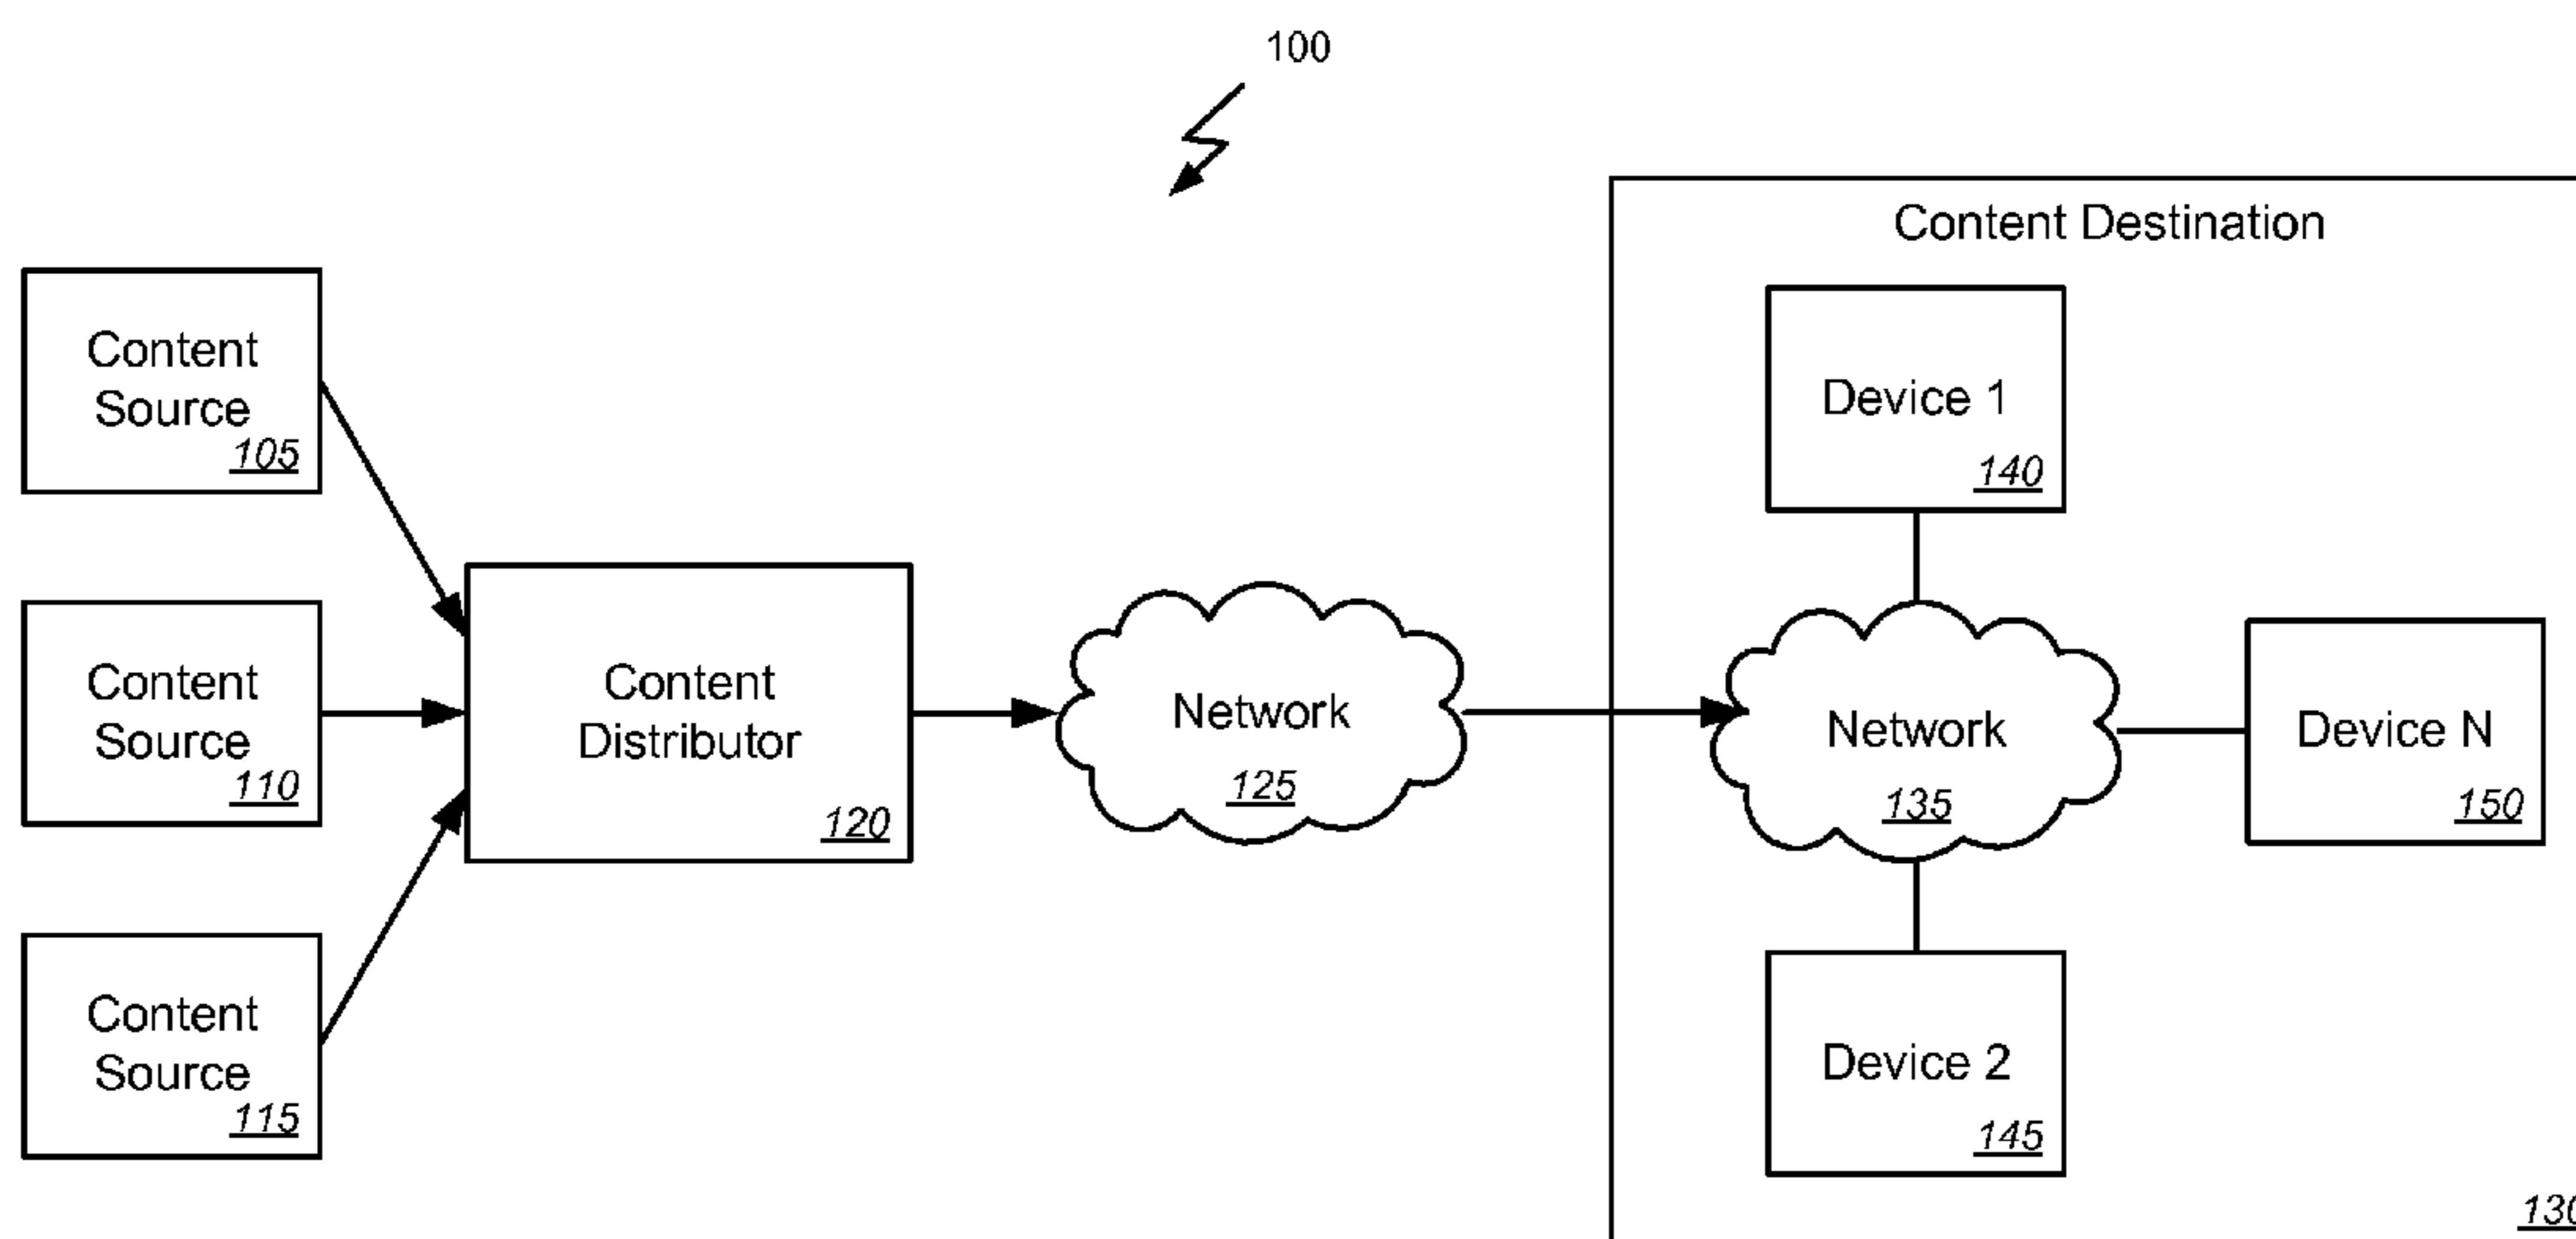 100
Content Destination
Content
Source
105
Device 1
140
Content
Source
110
Content
Distributor
120
Network
125
Network
135
Device N
150
Content
Source
115
Device 2
145
130